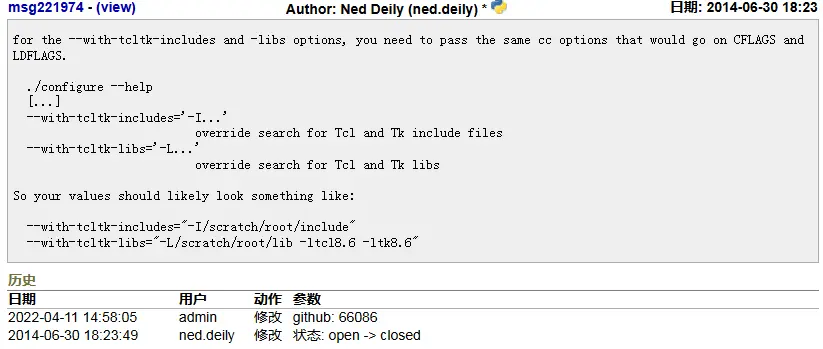 msg221974 - (view) Author: Ned Deily (ned.deily) * 日期: 2014-06-30 18:23
for the --with-tcltk-includes and -libs options, you need to pass the same cc options that would go on CFLAGS and
LDFLAGS.
./configure --help
[...]
--with-tcltk-includes='-I...'
override search for Tcl and Tk include files
--with-tcltk-libs='-L...'
override search for Tcl and Tk libs
So your values should likely look something like:
--with-tcltk-includes="-I/scratch/root/include"
--with-tcltk-libs="-L/scratch/root/lib -ltcl8.6 -ltk8.6"
历史
日期 用户 动作 参数
2022-04-11 14:58:05 admin 修改 github: 66086
2014-06-30 18:23:49 ned.deily 修改 状态: open -> closed